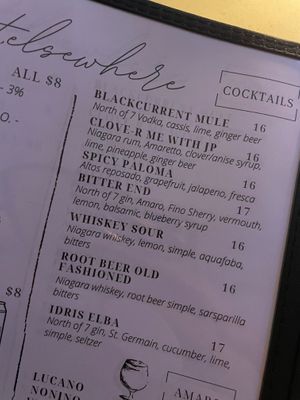 elsewhere
ALL $8
- 3%
O. -
COCKTAILS
BLACKCURRENT MULE 16
North of 7 Vodka, cassis, lime, ginger beer
CLOVE-R ME WITH JP 16
Niagara rum, Amaretto, clover/anise syrup,
lime, pineapple, ginger beer
SPICY PALOMA 16
Altos reposado, grapefruit, jalapeno, fresca
BITTER END 17
North of 7 gin, Amaro, Fino Sherry, vermouth,
lemon, balsamic, blueberry syrup
WHISKEY SOUR 16
Niagara whiskey, lemon, simple, aquafaba,
bitters
ROOT BEER OLD
FASHIONED 16
Niagara whiskey, root beer simple, sarsparilla
bitters
IDRIS ELBA 17
North of 7 gin, St. Germain, cucumber, lime,
simple, seltzer
$8
LUCANO
NONINO
AMARO